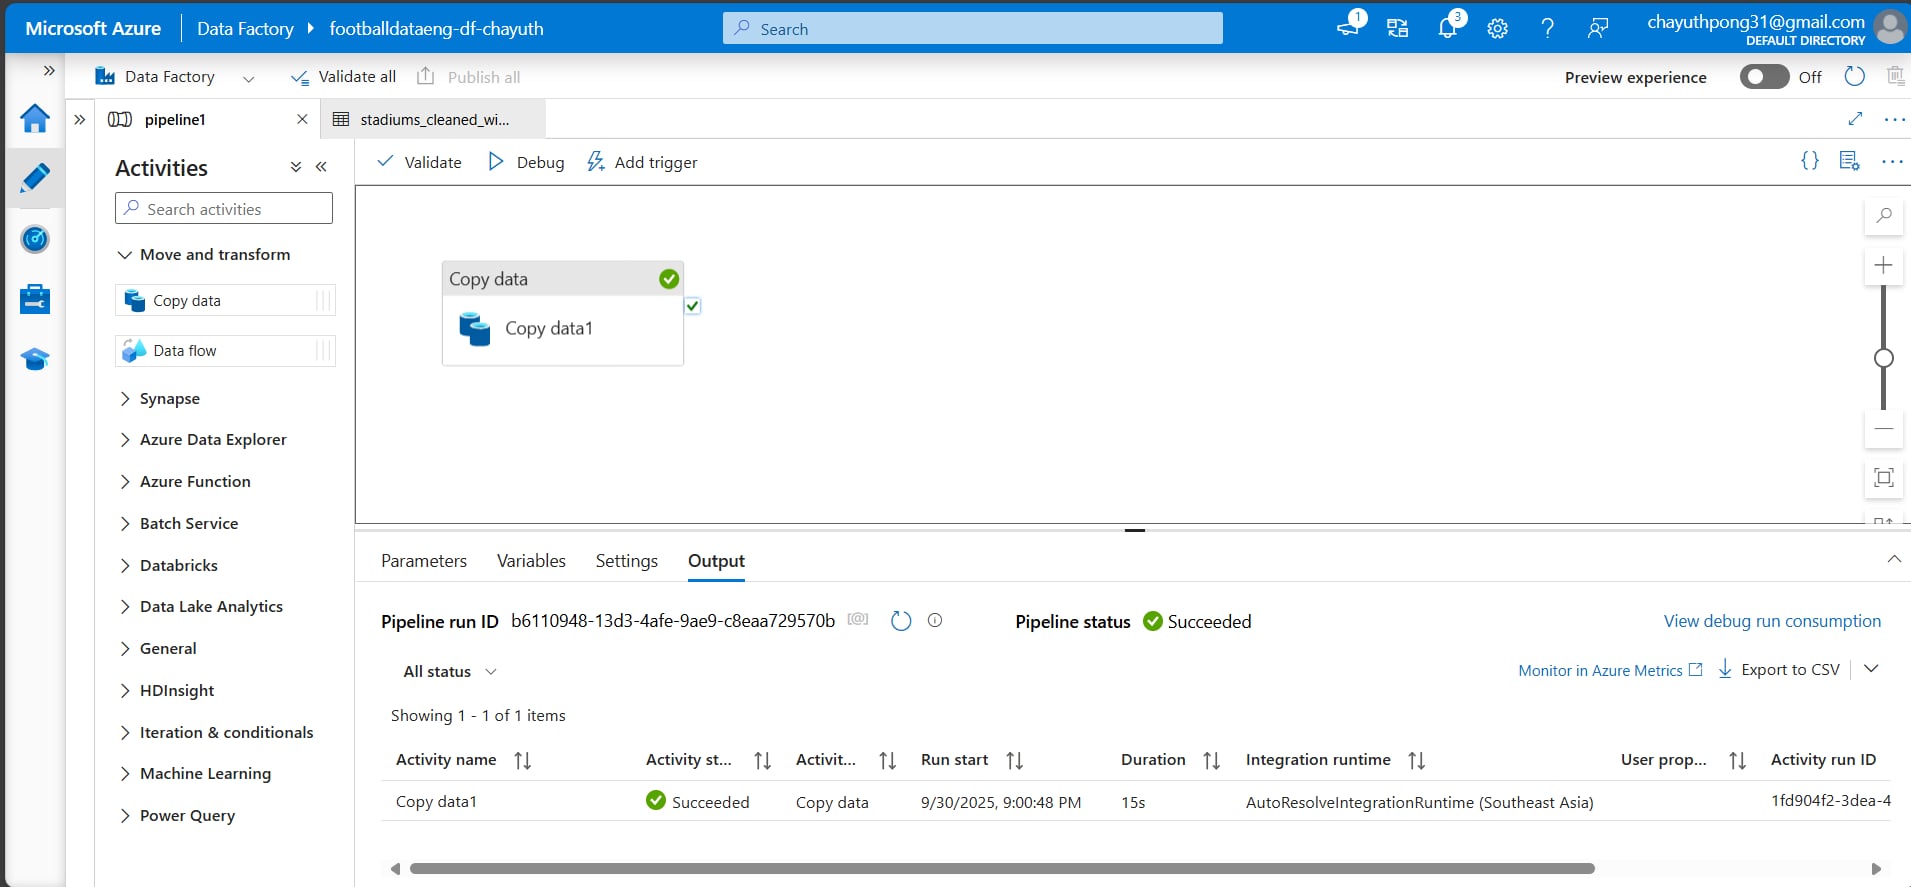 Microsoft Azure
Data Factory
footballdataeng-df-chayuth
Search
1
3
chayuthpong31@gmail.com
DEFAULT DIRECTORY
Data Factory
Validate all
Publish all
Preview experience
Off
pipeline1
stadiums_cleaned_wi...
Activities
Search activities
Move and transform
Copy data
Data flow
Synapse
Azure Data Explorer
Azure Function
Batch Service
Databricks
Data Lake Analytics
General
HDInsight
Iteration & conditionals
Machine Learning
Power Query
Validate
Debug
Add trigger
Copy data
Copy data1
Parameters
Variables
Settings
Output
Pipeline run ID b6110948-13d3-4afe-9ae9-c8eaa729570b
Pipeline status Succeeded
View debug run consumption
All status
Monitor in Azure Metrics
Export to CSV
Showing 1 - 1 of 1 items
Activity name Activity st... Activit... Run start Duration Integration runtime User prop... Activity run ID
Copy data1 Succeeded Copy data 9/30/2025, 9:00:48 PM 15s AutoResolveIntegrationRuntime (Southeast Asia) 1fd904f2-3dea-4